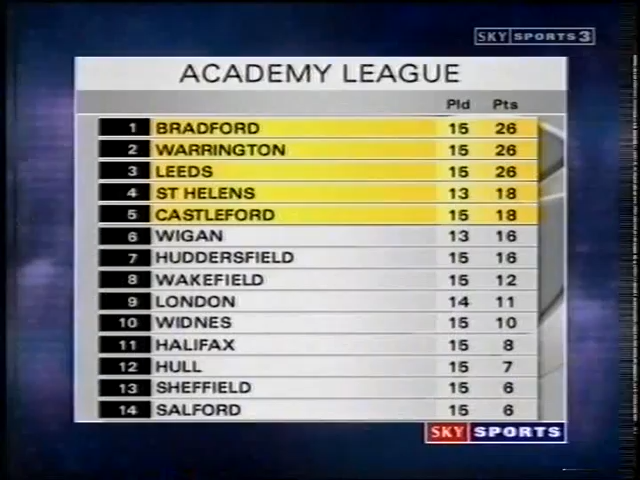 SKY SPORTS 3
ACADEMY LEAGUE
Pld Pts
1 BRADFORD 15 26
2 WARRINGTON 15 26
3 LEEDS 15 26
4 ST HELENS 13 18
5 CASTLEFORD 15 18
6 WIGAN 13 16
7 HUDDERSFIELD 15 16
8 WAKEFIELD 15 12
9 LONDON 14 11
10 WIDNES 15 10
11 HALIFAX 15 8
12 HULL 15 7
13 SHEFFIELD 15 6
14 SALFORD 15 6
SKY SPORTS